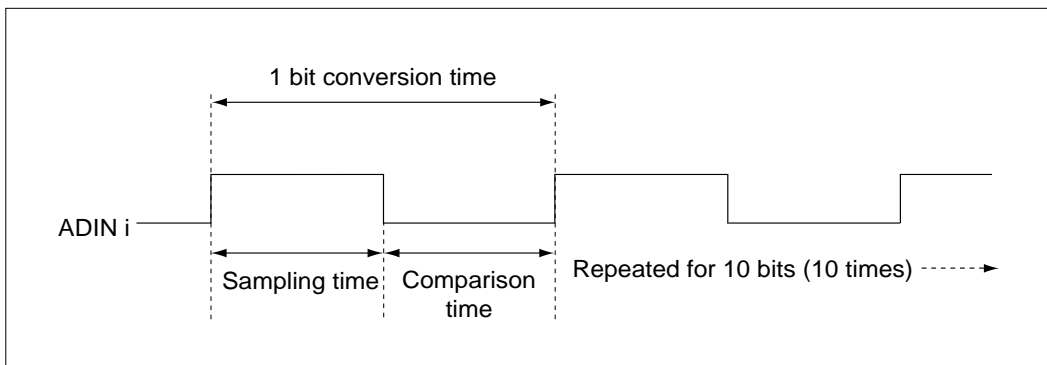 1 bit conversion time
ADIN i
Sampling time
Comparison
time
Repeated for 10 bits (10 times)